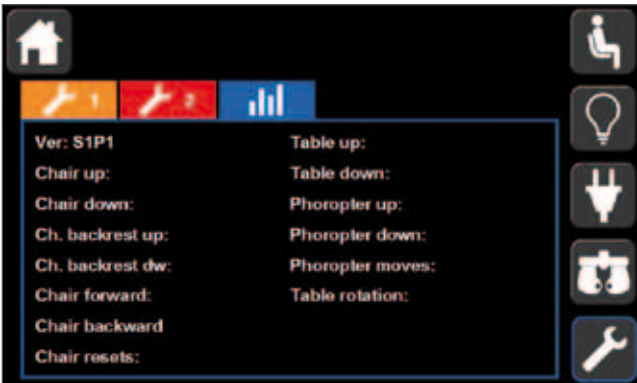 1
2
Ver: S1P1
Chair up:
Chair down:
Ch. backrest up:
Ch. backrest dw:
Chair forward:
Chair backward
Chair resets:
Table up:
Table down:
Phoropter up:
Phoropter down:
Phoropter moves:
Table rotation: